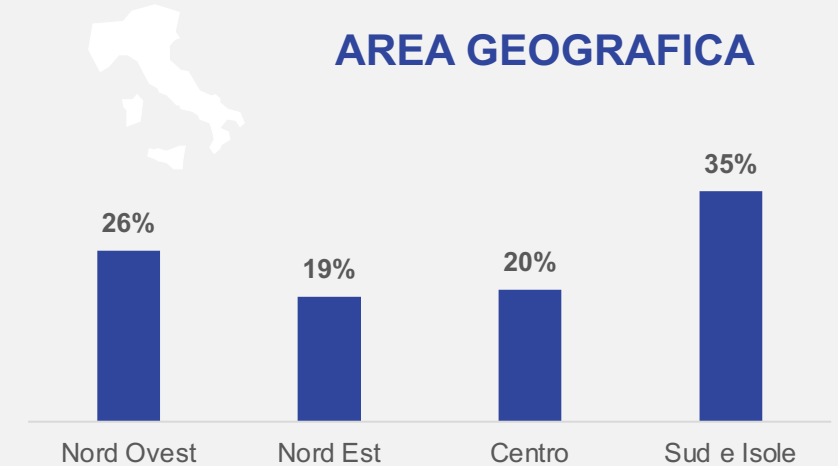 AREA GEOGRAFICA
35%
26%
19%
20%
Nord Ovest
Nord Est
Centro
Sud e Isole